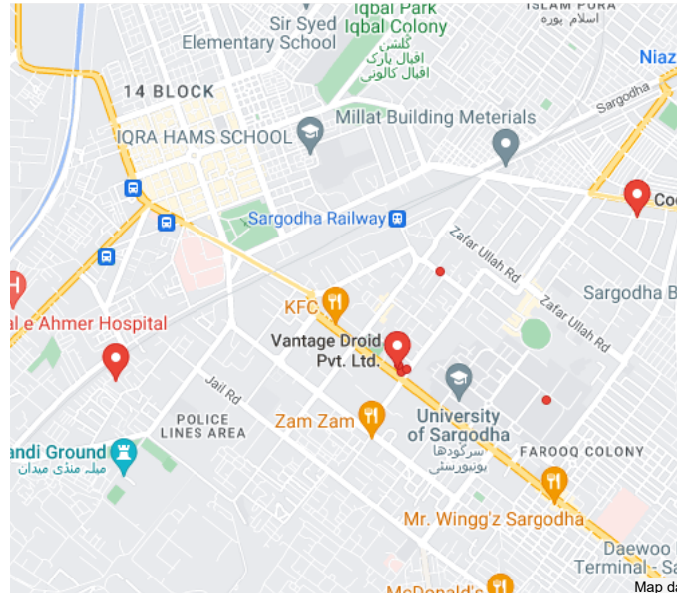 Iqbal Park
Iqbal Colony
گلشن
اقبال پارک
اقبال کالونی
ISLAM PURA
اسلام پورہ
Sir Syed
Elementary School
Niaz
14 BLOCK
Sargodha
Millat Building Meterials
IQRA HAMS SCHOOL
Coo
Sargodha Railway
Zafar Ullah Rd
Sargodha B
Zafar Ullah Rd
KFC
al e Ahmer Hospital
Vantage Droid
Pvt. Ltd.
Jail Rd
POLICE
LINES AREA
Zam Zam
University
of Sargodha
سرگودھا
یونیورسٹی
FAROOQ COLONY
andi Ground
میلہ منڈی میدان
Mr. Wingg'z Sargodha
Daewoo
Terminal - Sa
McDonald's
Map da